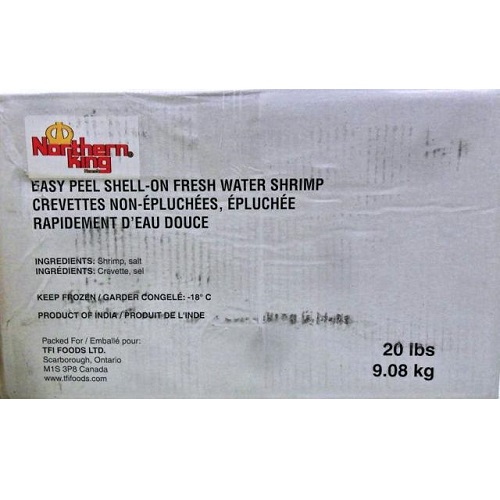 Northern®
King
EASY PEEL SHELL-ON FRESH WATER SHRIMP
CREVETTES NON-ÉPLUCHÉES, ÉPLUCHÉE
RAPIDEMENT D'EAU DOUCE
INGREDIENTS: Shrimp, salt
INGRÉDIENTS: Crevette, sel
KEEP FROZEN / GARDER CONGELÉ: -18° C
PRODUCT OF INDIA / PRODUIT DE L'INDE
Packed For / Emballé pour:
TFI FOODS LTD.
Scarborough, Ontario
M1S 3P8 Canada
www.tfifoods.com
20 lbs
9.08 kg